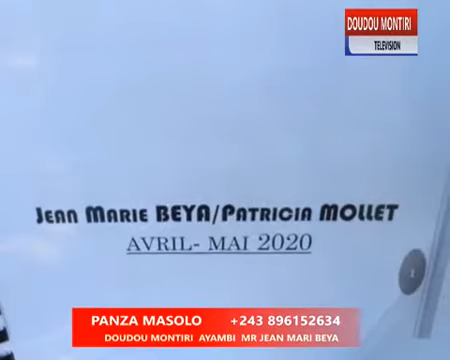 DOUDOU MONTIRI
TELEVISION
Jean Marie BEYA/Patricia MOLLET
AVRIL- MAI 2020
PANZA MASOLO +243 896152634
DOUDOU MONTIRI AYAMBI MR JEAN MARI BEYA